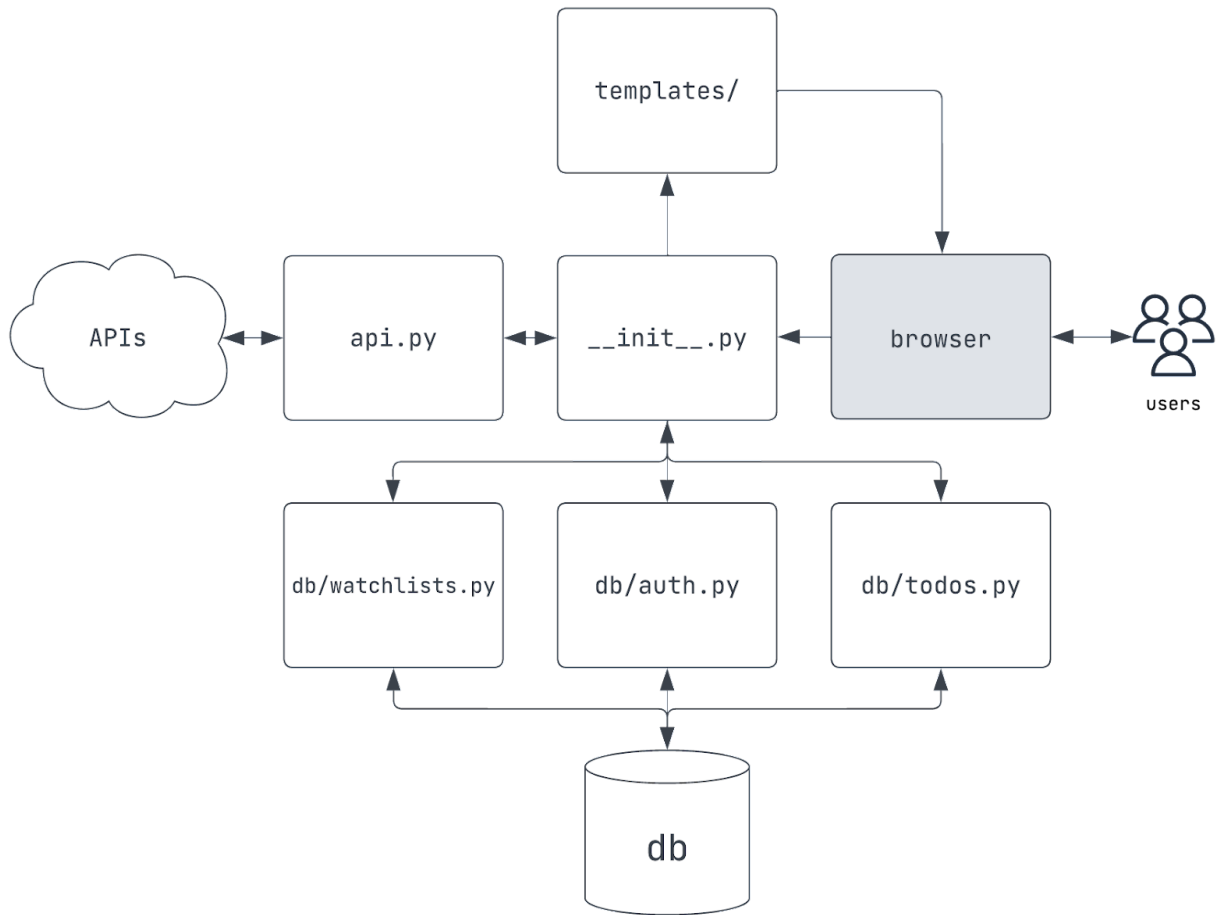 templates/
APIs
api.py
__init__.py
browser
users
db/watchlists.py
db/auth.py
db/todos.py
db